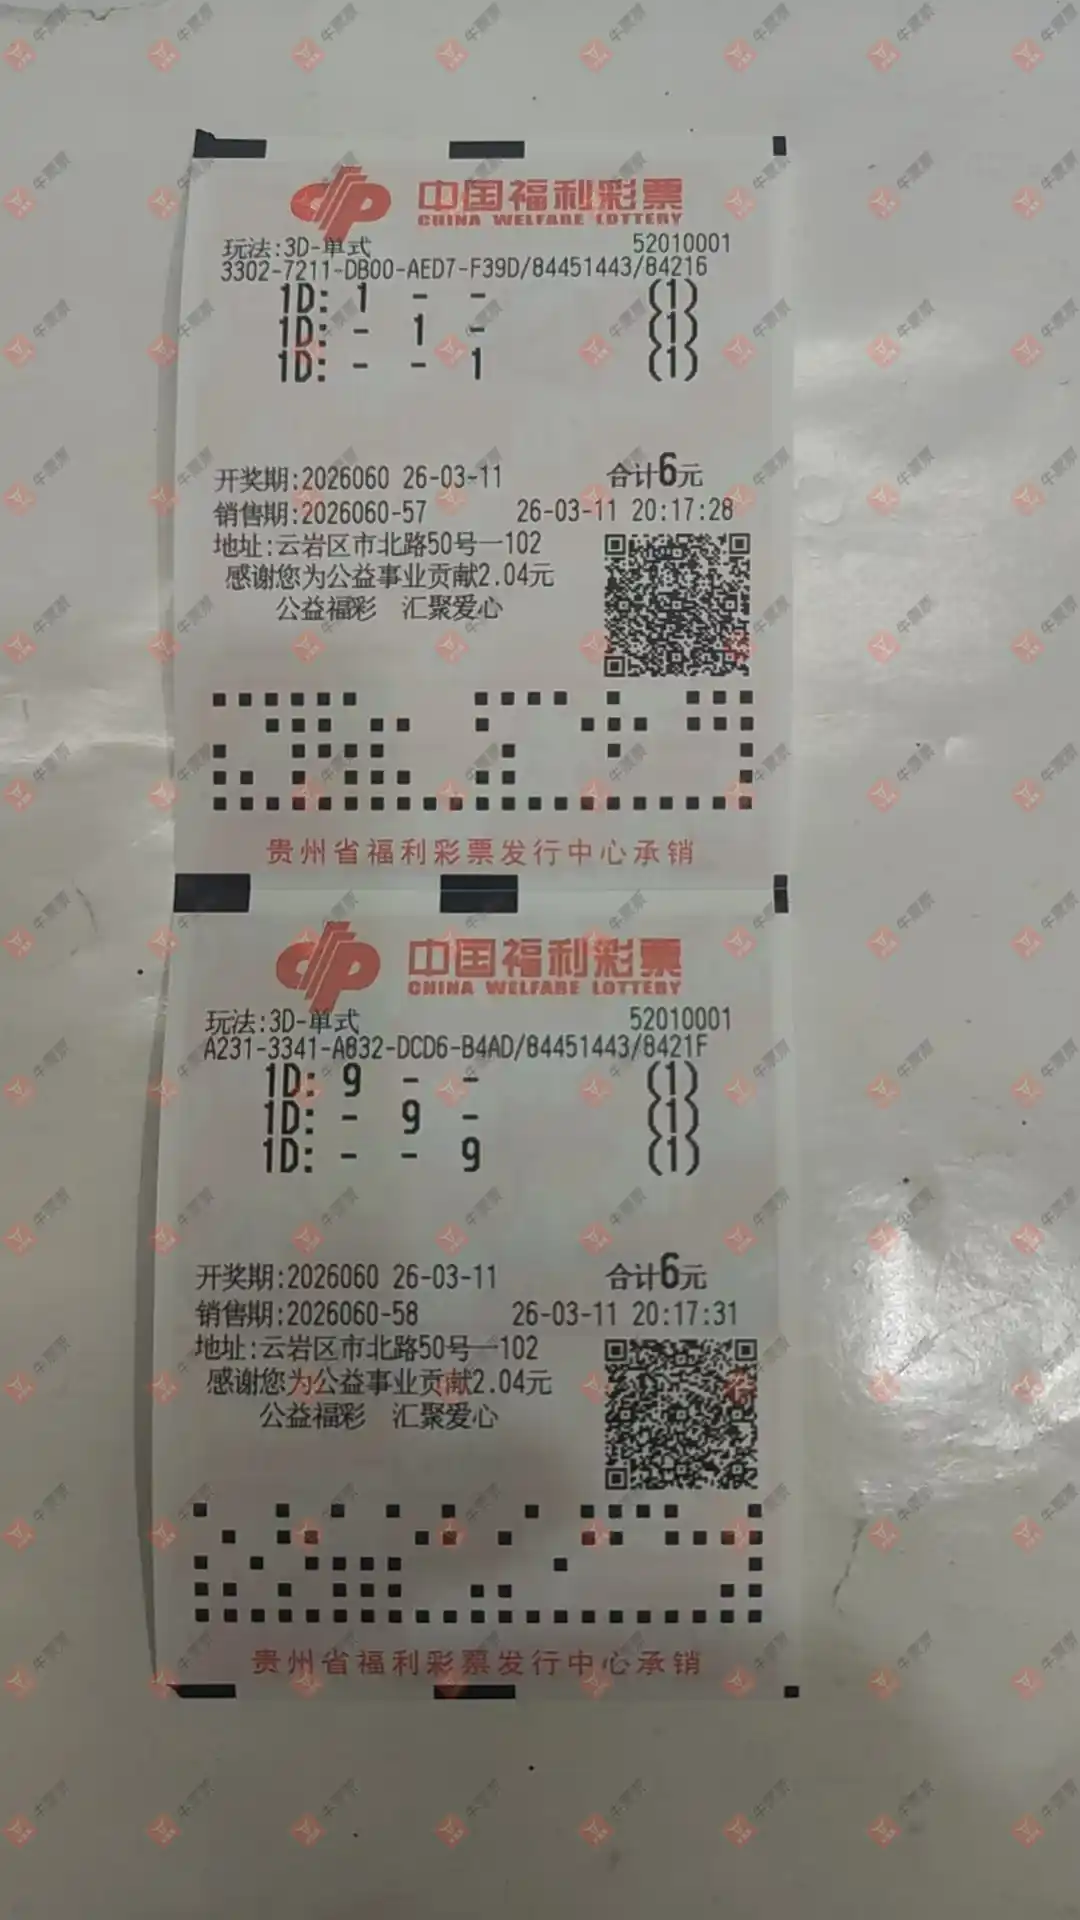 中国福利彩票
CHINA WELFARE LOTTERY
玩法:3D-单式 52010001
3302-7211-DB00-AED7-F39D/84451443/84216
1D: 1 - - (1)
1D: - 1 - (1)
1D: - - 1 (1)
开奖期:2026060 26-03-11 合计6元
销售期:2026060-57 26-03-11 20:17:28
地址:云岩区市北路50号一102
感谢您为公益事业贡献2.04元
公益福彩 汇聚爱心
贵州省福利彩票发行中心承销
中国福利彩票
CHINA WELFARE LOTTERY
玩法:3D-单式 52010001
A231-3341-A832-DCD6-B4AD/84451443/8421F
1D: 9 - - (1)
1D: - 9 - (1)
1D: - - 9 (1)
开奖期:2026060 26-03-11 合计6元
销售期:2026060-58 26-03-11 20:17:31
地址:云岩区市北路50号一102
感谢您为公益事业贡献2.04元
公益福彩 汇聚爱心
贵州省福利彩票发行中心承销